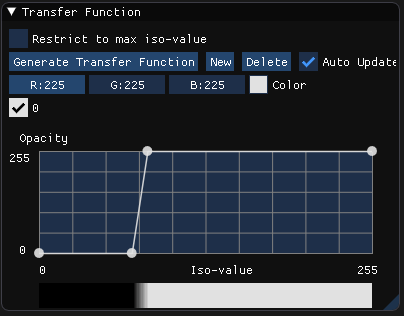 Transfer Function
Restrict to max iso-value
Generate Transfer Function New Delete Auto Update
R:225 G:225 B:225 Color
0
Opacity
255
0
0 Iso-value 255